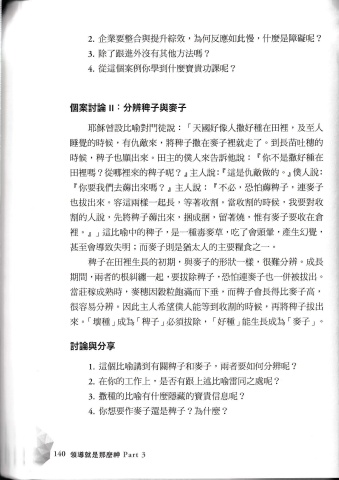 2. 企業要整合與提升綜效，為何反應如此慢，什麼是障礙呢？
3. 除了跟進外沒有其他方法嗎？
4. 從這個案例你學到什麼寶貴功課呢？
個案討論 II：分辨稗子與麥子
耶穌曾設比喻對門徒說：「天國好像人撒好種在田裡，及至人
睡覺的時候，有仇敵來，將稗子撒在麥子裡就走了。到長苗吐穗的
時候，稗子也顯出來。田主的僕人來告訴他說：『你不是撒好種在
田裡嗎？從哪裡來的稗子呢？』主人說：『這是仇敵做的。』僕人說：
『你要我們去薅出來嗎？』主人說：『不必，恐怕薅稗子，連麥子
也拔出來。容這兩樣一起長，等著收割。當收割的時候，我要對收
割的人說，先將稗子薅出來，捆成捆，留著燒，惟有麥子要收在倉
裡。』」這比喻中的稗子，是一種毒麥草，吃了會頭暈，產生幻覺，
甚至會導致失明；而麥子則是猶太人的主要糧食之一。
稗子在田裡生長的初期，與麥子的形狀一樣，很難分辨。成長
期間，兩者的根糾纏一起，要拔除稗子，恐怕連麥子也一併被拔出。
當莊稼成熟時，麥穗因穀粒飽滿而下垂，而稗子會長得比麥子高，
很容易分辨。因此主人希望僕人能等到收割的時候，再將稗子拔出
來。「壞種」成為「稗子」必須拔除，「好種」能生長成為「麥子」。
討論與分享
1. 這個比喻講到有關稗子和麥子，兩者要如何分辨呢？
2. 在你的工作上，是否有跟上述比喻雷同之處呢？
3. 撒種的比喻有什麼隱藏的寶貴信息呢？
4. 你想要作麥子還是稗子？為什麼？
140 領導就是那麼神 Part 3